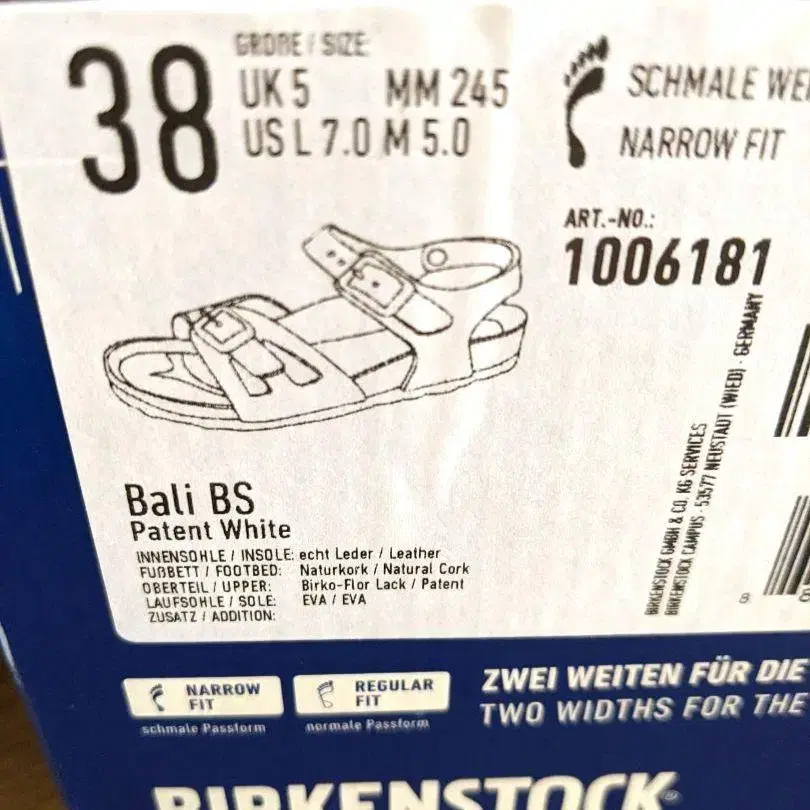 38
GRÖßE / SIZE:
UK 5 MM 245
US L 7.0 M 5.0
SCHMALE
NARROW FIT
ART.-NO.:
1006181
BIRKENSTOCK GMBH & CO. KG SERVICES
BIRKENSTOCK CAMPUS · 53577 NEUSTADT (WIED) · GERMANY
Bali BS
Patent White
INNENSOHLE / INSOLE: echt Leder / Leather
FUßBETT / FOOTBED: Naturkork / Natural Cork
OBERTEIL / UPPER: Birko-Flor Lack / Patent
LAUFSOHLE / SOLE: EVA / EVA
ZUSATZ / ADDITION:
8
NARROW
FIT
schmale Passform
REGULAR
FIT
normale Passform
ZWEI WEITEN FÜR DIE
TWO WIDTHS FOR THE
BIRKENSTOCK®